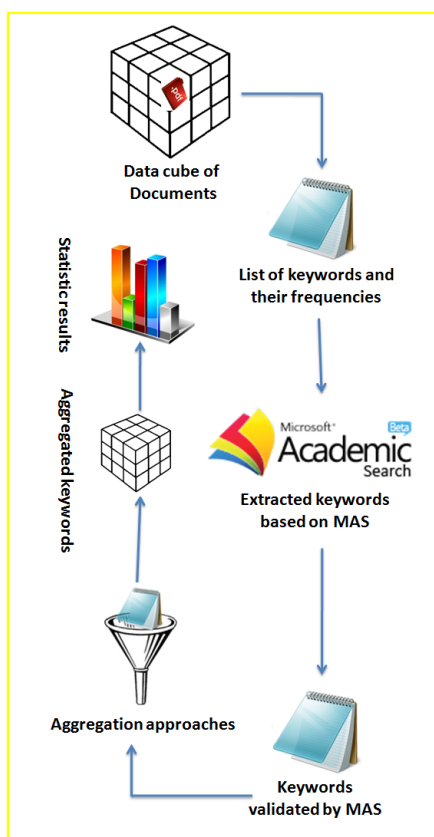 .pdf
Data cube of
Documents
List of keywords and
their frequencies
Microsoft®
Academic
Beta
Search
Extracted keywords
based on MAS
Keywords
validated by MAS
Aggregation approaches
Aggregated keywords
Statistic results